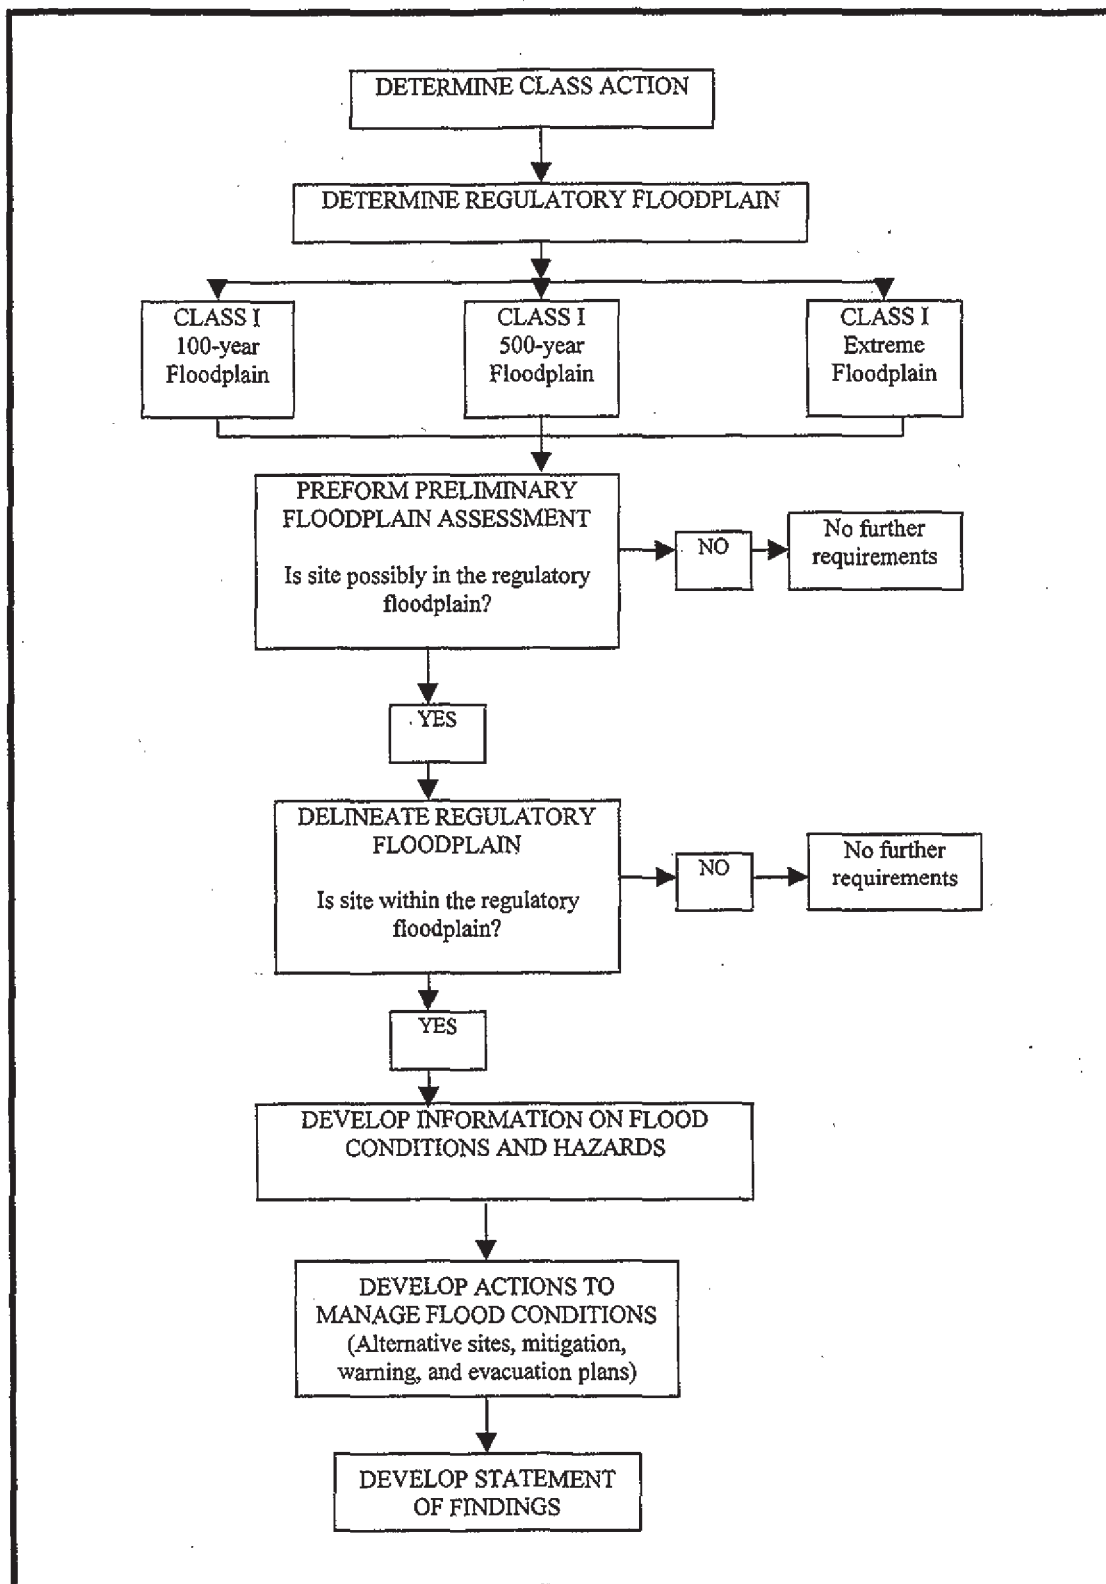 DETERMINE CLASS ACTION
DETERMINE REGULATORY FLOODPLAIN
CLASS I
100-year
Floodplain
CLASS I
500-year
Floodplain
CLASS I
Extreme
Floodplain
PREFORM PRELIMINARY
FLOODPLAIN ASSESSMENT
Is site possibly in the regulatory
floodplain?
NO
No further
requirements
YES
DELINEATE REGULATORY
FLOODPLAIN
Is site within the regulatory
floodplain?
NO
No further
requirements
YES
DEVELOP INFORMATION ON FLOOD
CONDITIONS AND HAZARDS
DEVELOP ACTIONS TO
MANAGE FLOOD CONDITIONS
(Alternative sites, mitigation,
warning, and evacuation plans)
DEVELOP STATEMENT
OF FINDINGS